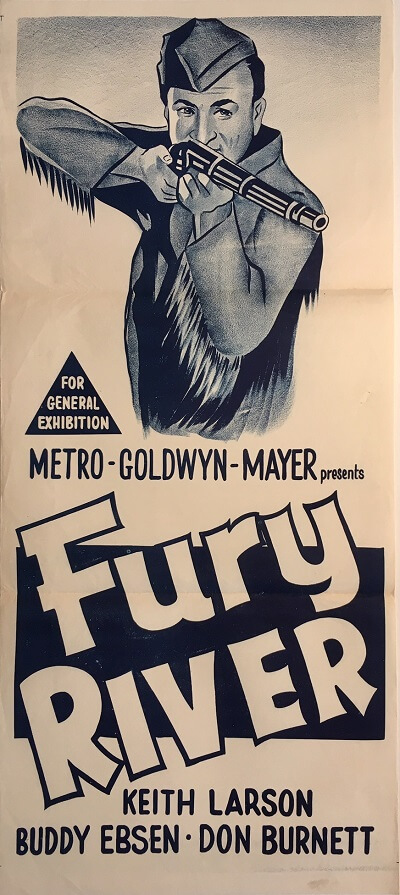 FOR
GENERAL
EXHIBITION
METRO-GOLDWYN-MAYER presents
Fury
RIVER
KEITH LARSON
BUDDY EBSEN · DON BURNETT